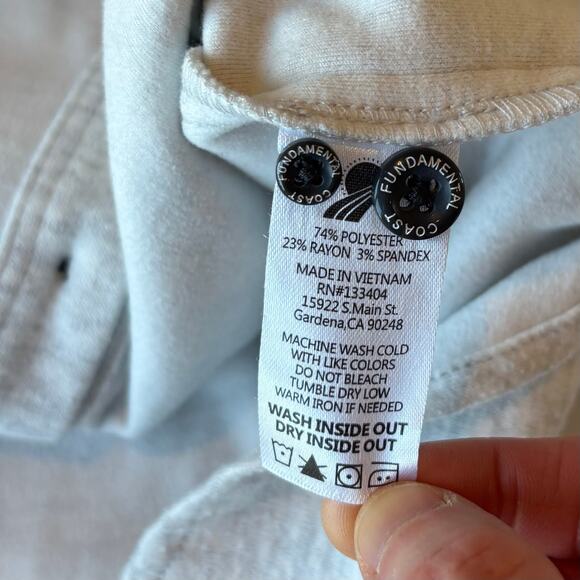 FUNDAMENTAL
COAST
FUNDAMENTAL
COAST
74% POLYESTER
23% RAYON 3% SPANDEX
MADE IN VIETNAM
RN#133404
15922 S.Main St.
Gardena,CA 90248
MACHINE WASH COLD
WITH LIKE COLORS
DO NOT BLEACH
TUMBLE DRY LOW
WARM IRON IF NEEDED
WASH INSIDE OUT
DRY INSIDE OUT